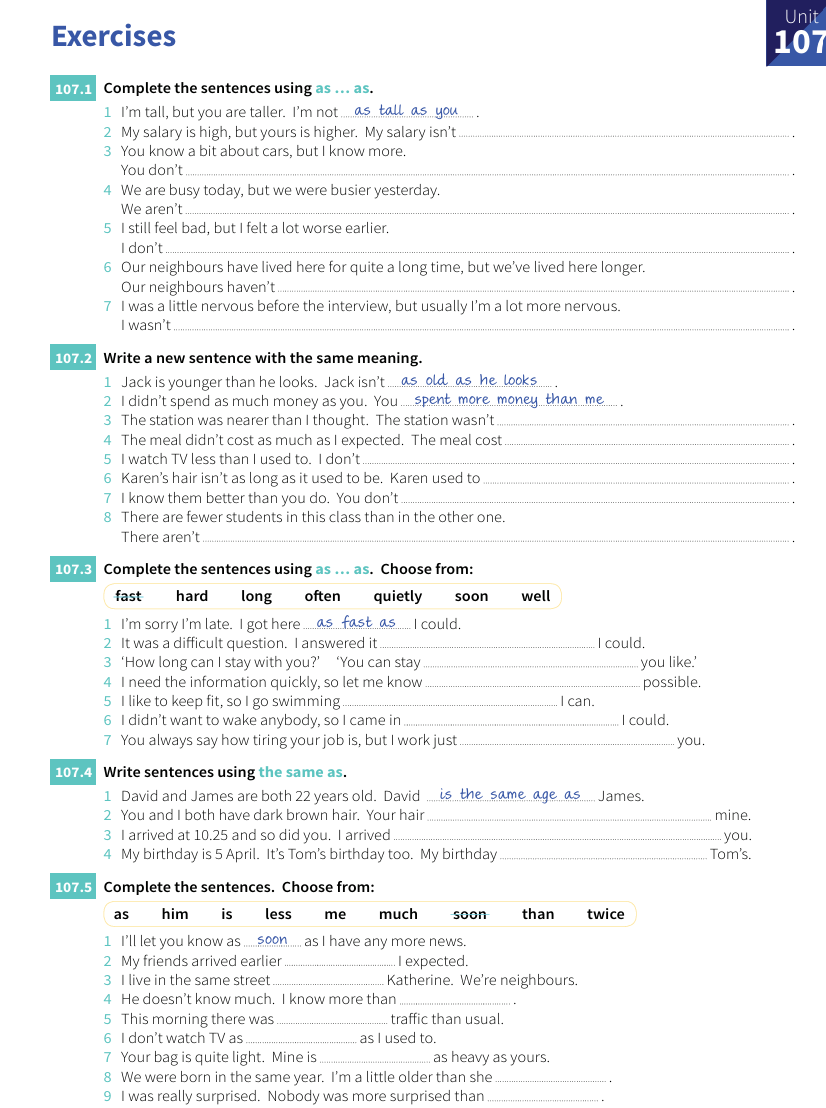 Exercises
Unit
107
107.1 Complete the sentences using as … as.
1 I'm tall, but you are taller. I'm not as tall as you .
2 My salary is high, but yours is higher. My salary isn't .
3 You know a bit about cars, but I know more.
You don't .
4 We are busy today, but we were busier yesterday.
We aren't .
5 I still feel bad, but I felt a lot worse earlier.
I don't .
6 Our neighbours have lived here for quite a long time, but we've lived here longer.
Our neighbours haven't .
7 I was a little nervous before the interview, but usually I'm a lot more nervous.
I wasn't .
107.2 Write a new sentence with the same meaning.
1 Jack is younger than he looks. Jack isn't as old as he looks .
2 I didn't spend as much money as you. You spent more money than me .
3 The station was nearer than I thought. The station wasn't .
4 The meal didn't cost as much as I expected. The meal cost .
5 I watch TV less than I used to. I don't .
6 Karen's hair isn't as long as it used to be. Karen used to .
7 I know them better than you do. You don't .
8 There are fewer students in this class than in the other one.
There aren't .
107.3 Complete the sentences using as … as. Choose from:
fast hard long often quietly soon well
1 I'm sorry I'm late. I got here as fast as I could.
2 It was a difficult question. I answered it I could.
3 'How long can I stay with you?' 'You can stay you like.'
4 I need the information quickly, so let me know possible.
5 I like to keep fit, so I go swimming I can.
6 I didn't want to wake anybody, so I came in I could.
7 You always say how tiring your job is, but I work just you.
107.4 Write sentences using the same as.
1 David and James are both 22 years old. David is the same age as James.
2 You and I both have dark brown hair. Your hair mine.
3 I arrived at 10.25 and so did you. I arrived you.
4 My birthday is 5 April. It's Tom's birthday too. My birthday Tom's.
107.5 Complete the sentences. Choose from:
as him is less me much soon than twice
1 I'll let you know as soon as I have any more news.
2 My friends arrived earlier I expected.
3 I live in the same street Katherine. We're neighbours.
4 He doesn't know much. I know more than .
5 This morning there was traffic than usual.
6 I don't watch TV as as I used to.
7 Your bag is quite light. Mine is as heavy as yours.
8 We were born in the same year. I'm a little older than she .
9 I was really surprised. Nobody was more surprised than .